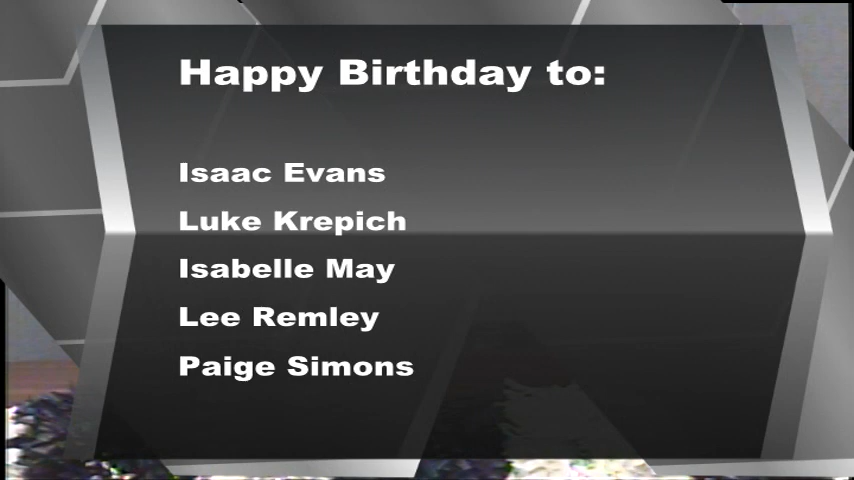 Happy Birthday to:
Isaac Evans
Luke Krepich
Isabelle May
Lee Remley
Paige Simons